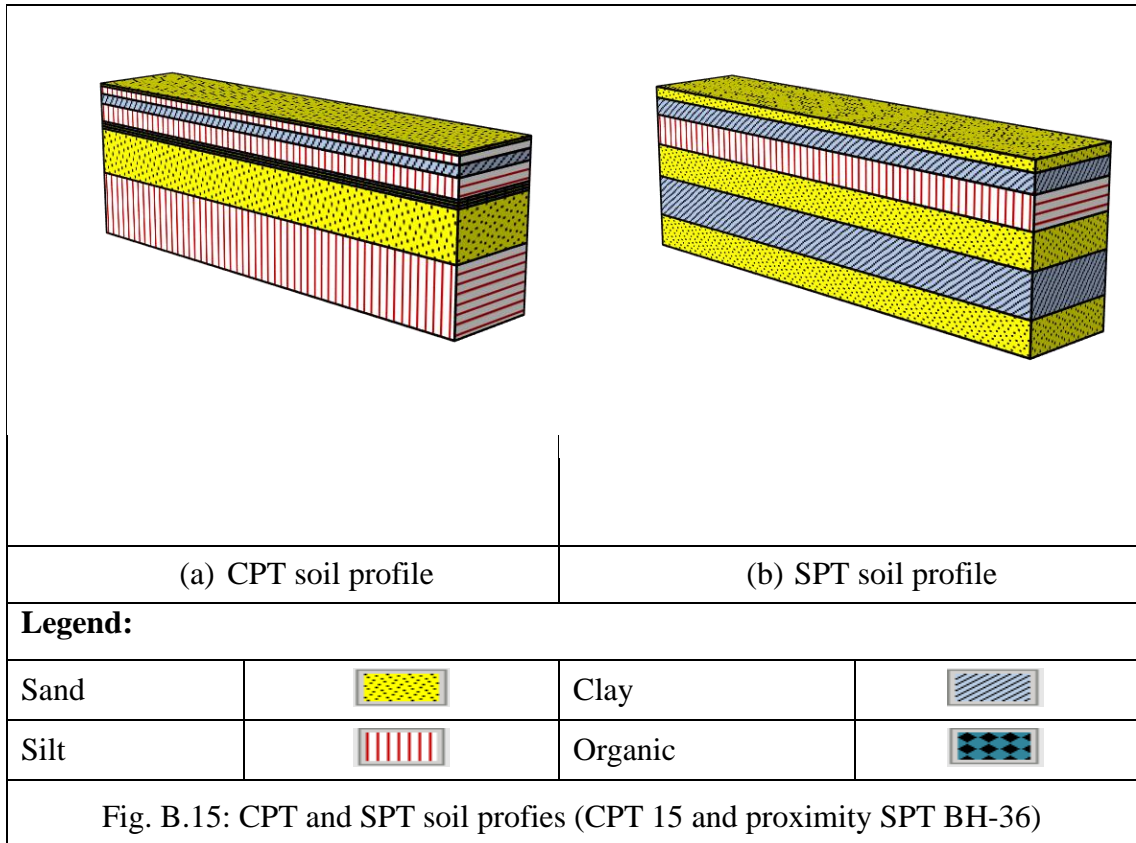 (a) CPT soil profile
(b) SPT soil profile
Legend:
Sand
Clay
Silt
Organic
Fig. B.15: CPT and SPT soil profies (CPT 15 and proximity SPT BH-36)